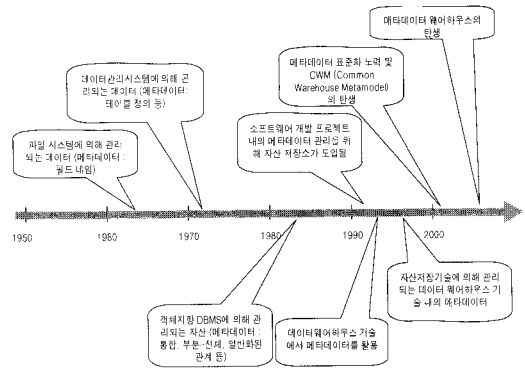 메타데이터 웨어하우스의
탄생
메타데이터 표준화 노력 및
CWM (Common
Warehouse Metamodel)
의 탄생
데이터관리시스템에 의해 관
리되는 데이터 (메타데이터:
테이블 정의 등)
소프트웨어 개발 프로젝트
내의 메타데이터 관리를 위
해 자산 저장소가 도입됨
파일 시스템에 의해 관리
되는 데이터 (메타데이터 :
필드 네임)
1950
1960
1970
1980
1990
2000
자산저장기술에 의해 관리
되는 데이터 웨어하우스 기
술 내의 메타데이터
객체지향 DBMS에 의해 관
리되는 자산 (메타데이터 :
통합, 부분-전체, 일반화된
관계 등)
데이터웨어하우스 기술
에서 메타데이터를 활용